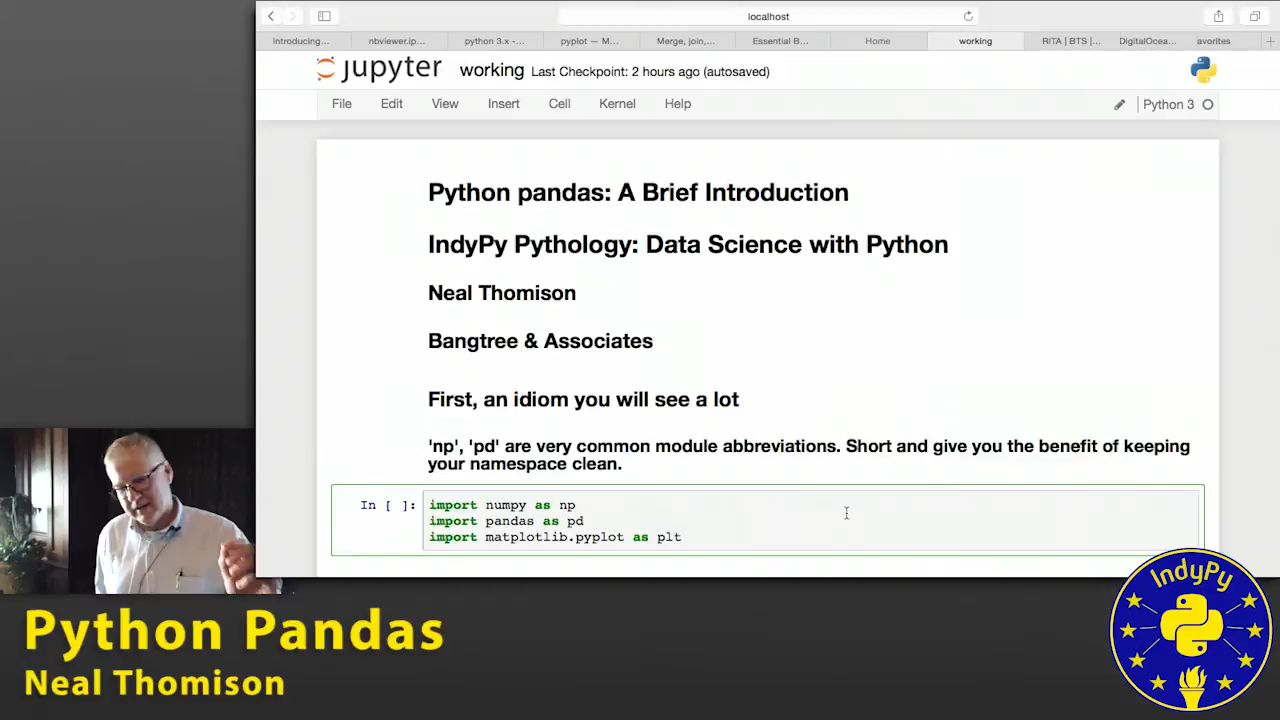 localhost
introducing...
nbviewer.ip...
python 3.x -...
pyplot — M...
Merge, join,...
Essential B...
Home
working
RITA | BTS |...
DigitalOcea...
avorites
jupyter working Last Checkpoint: 2 hours ago (autosaved)
File Edit View Insert Cell Kernel Help
Python 3
Python pandas: A Brief Introduction
IndyPy Pythology: Data Science with Python
Neal Thomison
Bangtree & Associates
First, an idiom you will see a lot
'np', 'pd' are very common module abbreviations. Short and give you the benefit of keeping
your namespace clean.
In [ ]: import numpy as np
import pandas as pd
import matplotlib.pyplot as plt
IndyPy
Python Pandas
Neal Thomison